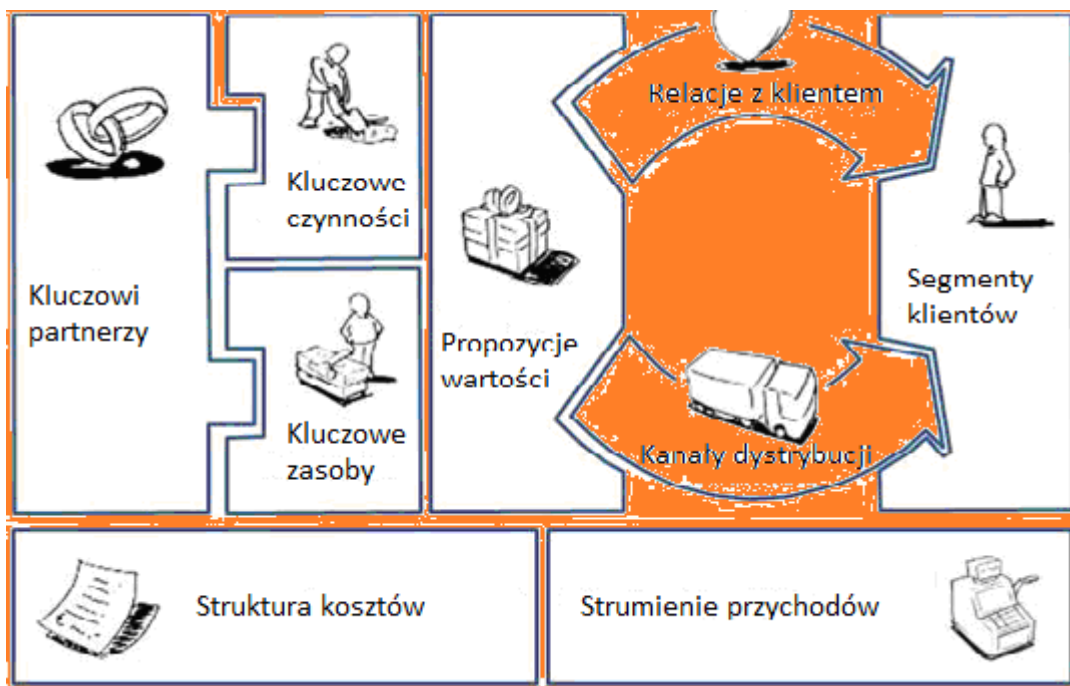 Relacje z klientem
Kluczowe
czynności
Kluczowi
partnerzy
Segmenty
klientów
Propozycje
wartości
Kluczowe
zasoby
Kanały dystrybucji
Struktura kosztów
Strumienie przychodów